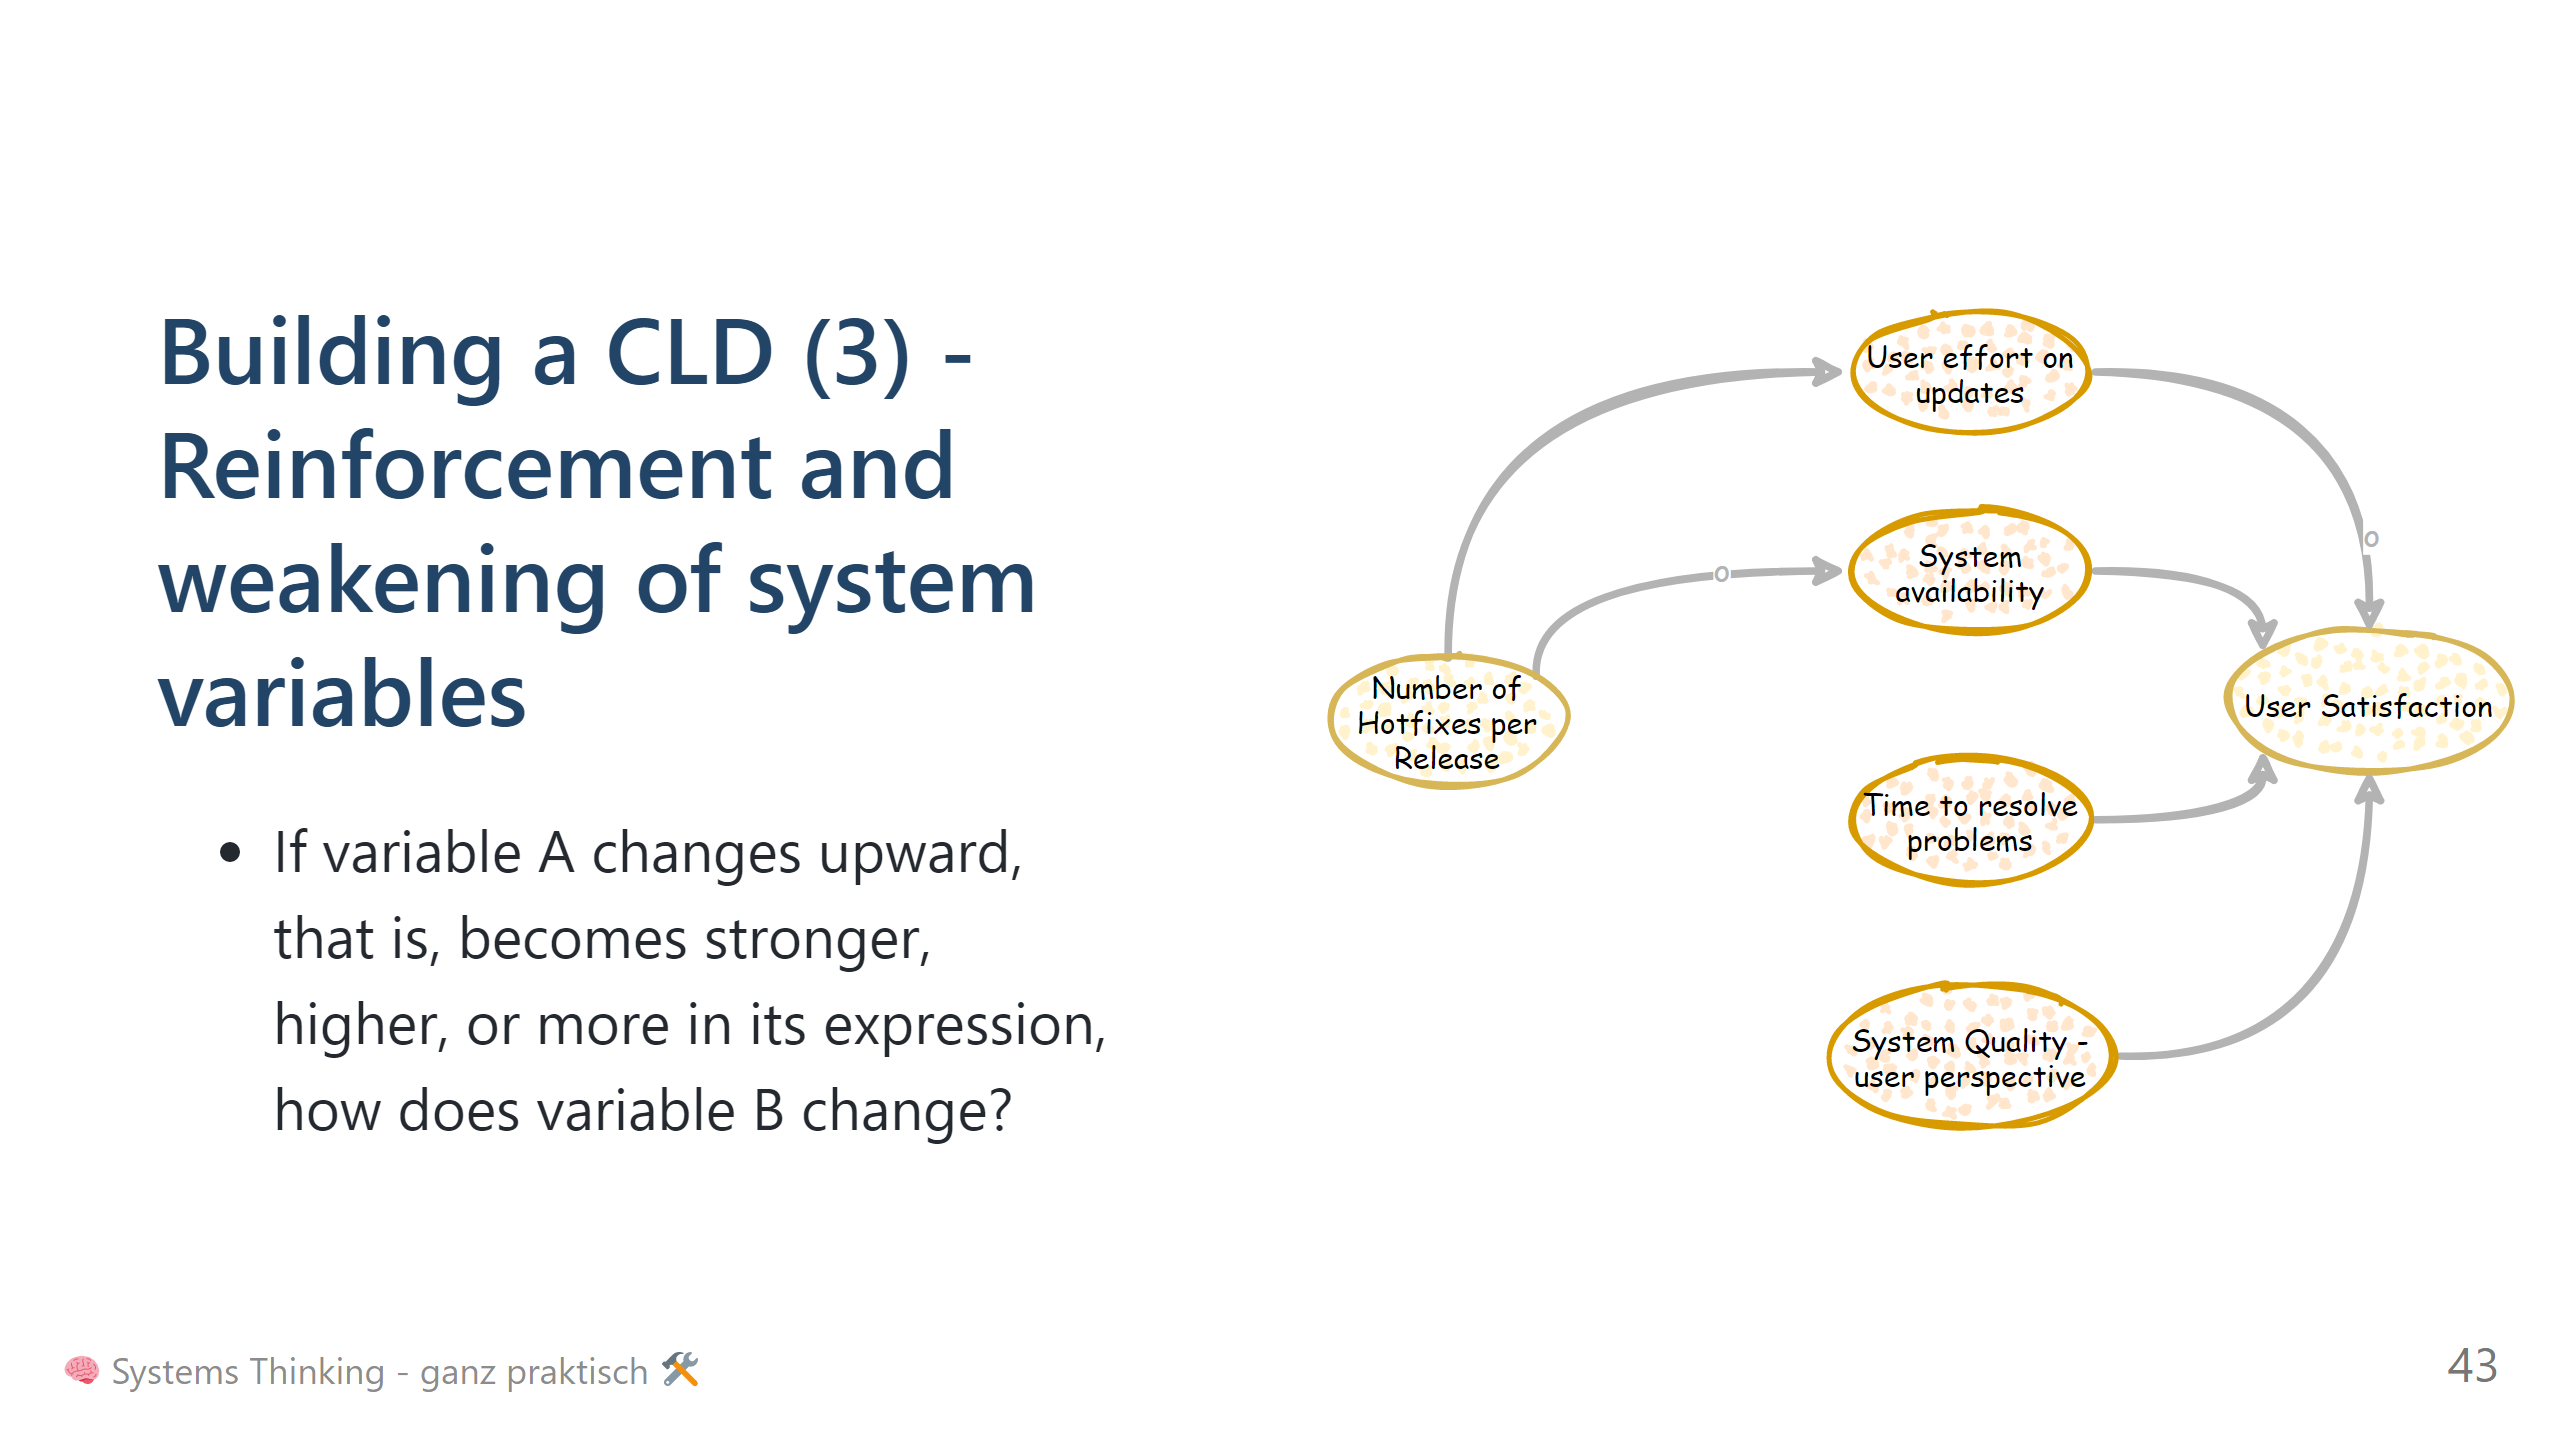 Building a CLD (3) -
Reinforcement and
weakening of system
variables
• If variable A changes upward,
that is, becomes stronger,
higher, or more in its expression,
how does variable B change?
User effort on
updates
o
System
availability
o
Number of
Hotfixes per
Release
User Satisfaction
Time to resolve
problems
System Quality -
user perspective
🧠 Systems Thinking - ganz praktisch 🛠️
43